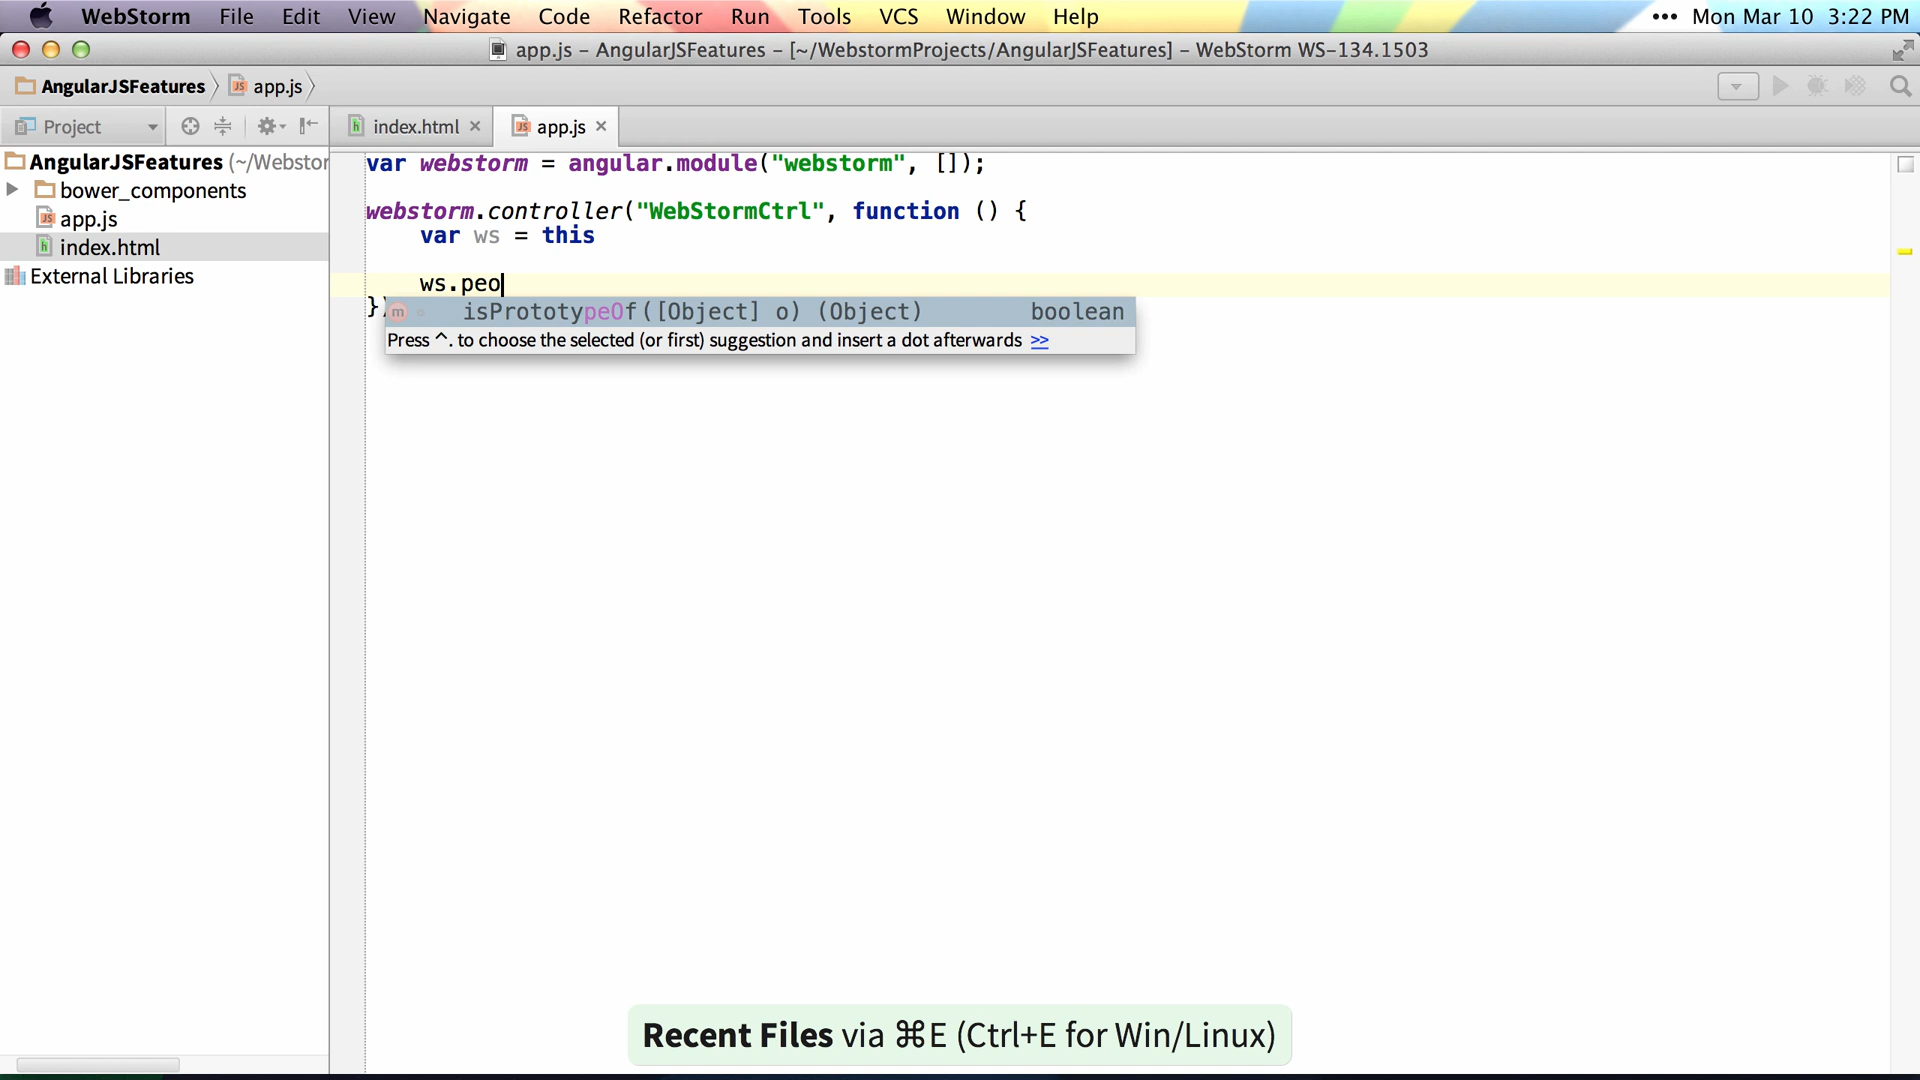 WebStorm File Edit View Navigate Code Refactor Run Tools VCS Window Help ••• Mon Mar 10 3:22 PM
app.js – AngularJSFeatures – [~/WebstormProjects/AngularJSFeatures] – WebStorm WS-134.1503
AngularJSFeatures app.js
Project index.html app.js
AngularJSFeatures (~/Webstor
bower_components
app.js
index.html
External Libraries
var webstorm = angular.module("webstorm", []);
webstorm.controller("WebStormCtrl", function () {
var ws = this
ws.peo
})
m isPrototypeOf([Object] o) (Object) boolean
Press ^. to choose the selected (or first) suggestion and insert a dot afterwards >>
Recent Files via ⌘E (Ctrl+E for Win/Linux)